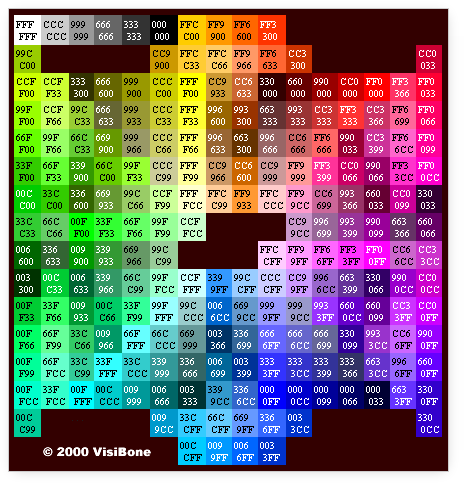 FFF CCC 999 666 333 000 FFC FF9 FF6 FF3
FFF CCC 999 666 333 000 C00 900 600 300
99C CC9 FFC FFC FF9 FF6 CC3 CC0
C00 900 C33 C66 966 633 300 033
CCF CCF 333 666 999 CCC FFF CC9 CC6 330 660 990 CC0 FF0 FF3 FF0
F00 F33 300 600 900 C00 F00 933 633 000 000 000 000 000 366 033
99F CCF 99C 666 999 CCC FFF 996 993 663 993 CC3 FF3 CC3 FF6 FF0
F00 F66 C33 633 933 C33 F33 600 300 333 333 333 333 366 699 066
66F 99F 66C 669 999 CCC FFF 996 663 996 CC6 FF6 990 CC3 FF6 FF0
F00 F66 C33 900 966 C66 F66 633 300 666 666 666 033 399 6CC 099
33F 66F 339 66C 99F CCC FFF CC9 CC6 CC9 FF9 FF3 CC0 990 FF3 FF0
F00 F33 900 C00 F33 C99 F99 966 600 999 999 399 066 066 3CC 0CC
00C 33C 336 669 99C CCF FFF FFC FF9 FFC FF9 CC6 993 660 CC0 330
C00 C00 600 933 C66 F99 FCC C99 933 CCC 9CC 699 366 033 099 033
33C 66C 00F 33F 66F 99F CCF CC9 996 993 990 663 660
C33 C66 F00 F33 F66 F99 FCC 9CC 699 399 099 366 066
006 336 009 339 669 99C FFC FF9 FF6 FF3 FF0 CC6 CC3
600 633 900 933 966 C99 CFF 9FF 6FF 3FF 0FF 6CC 3CC
003 00C 006 339 66C 99F CCF 339 99C CCF CC9 996 663 330 990 CC0
300 C33 633 966 C99 FCC FFF 9FF CFF CFF 9FF 6CC 399 066 0CC 0CC
00F 33F 009 00C 33F 99F 99C 006 669 999 999 993 660 660 CC3 CC0
F33 F66 933 C66 F99 FFF CCC 6CC 9CC 9FF 9CC 3FF 0CC 099 3FF 0FF
00F 66F 33C 009 66F 66C 669 003 336 666 666 669 330 993 CC6 990
F66 F99 C66 966 FFF CCC 999 366 699 6FF 6CC 9FF 099 3CC 6FF 0FF
00F 66F 33C 33F 33C 339 336 006 003 333 333 333 333 663 996 660
F99 FCC C99 FFF CCC 999 666 699 399 3FF 3CC 399 366 3CC 6FF 0FF
00F 33F 00F 00C 009 006 003 339 336 000 000 000 000 000 663 330
FCC FCC FFF CCC 999 666 333 9CC 6CC 0FF 0CC 099 066 033 3FF 0FF
00C 009 33C 66C 669 336 003 330
C99 9CC CFF CFF 9FF 6FF 3CC 0CC
00C 009 006 003
© 2000 VisiBone CFF 9FF 6FF 3FF